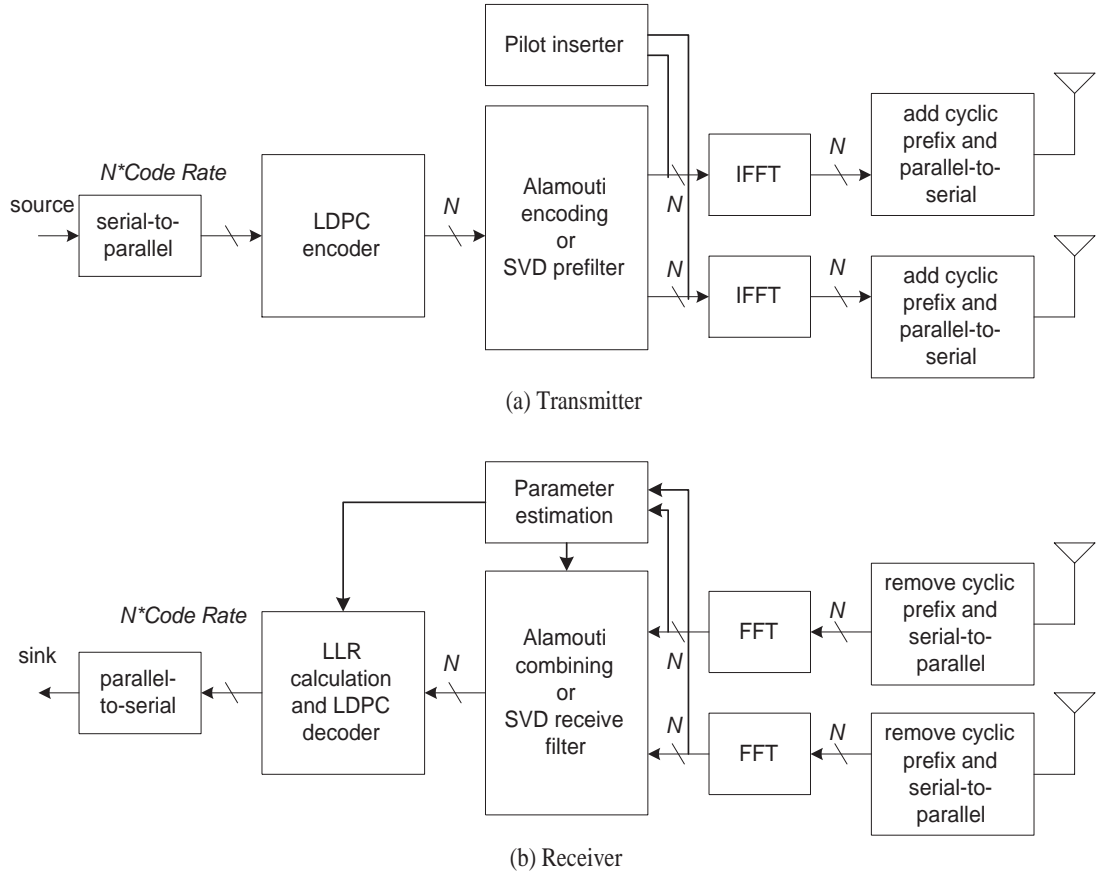 Pilot inserter
N*Code Rate
source
serial-to-
parallel
LDPC
encoder
N
Alamouti
encoding
or
SVD prefilter
N
N
IFFT
IFFT
N
N
add cyclic
prefix and
parallel-to-
serial
add cyclic
prefix and
parallel-to-
serial
(a) Transmitter
Parameter
estimation
N*Code Rate
sink
parallel-
to-serial
LLR
calculation
and LDPC
decoder
N
Alamouti
combining
or
SVD receive
filter
N
N
FFT
FFT
N
N
remove cyclic
prefix and
serial-to-
parallel
remove cyclic
prefix and
serial-to-
parallel
(b) Receiver